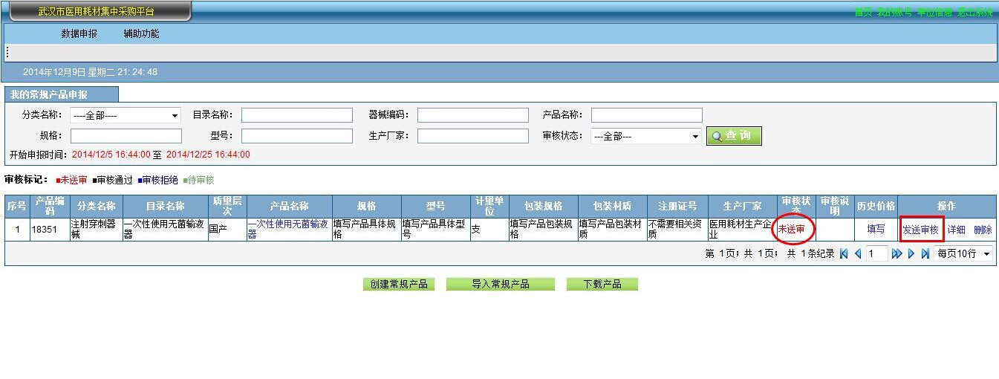 武汉市医用耗材集中采购平台
首页 我的账号 单位信息 退出系统
数据申报 辅助功能
2014年12月9日 星期二 21: 24: 48
我的常规产品申报
分类名称: ----全部---- 目录名称: 器械编码: 产品名称:
规格: 型号: 生产厂家: 审核状态: ---全部--- 查 询
开始申报时间: 2014/12/5 16:44:00 至 2014/12/25 16:44:00
审核标记: ■未送审 ■审核通过 ■审核拒绝 ■待审核
序号 产品编码 分类名称 目录名称 质量层次 产品名称 规格 型号 计量单位 包装规格 包装材质 注册证号 生产厂家 审核状态 审核说明 历史价格 操作
1 18351 注射穿刺器械 一次性使用无菌输液器 国产 一次性使用无菌输液器 填写产品具体规格 填写产品具体型号 支 填写产品包装规格 填写产品包装材质 不需要相关资质 医用耗材生产企业 未送审 填写 发送审核 详细 删除
第 1页; 共 1页; 共 1条纪录 1 每页10行
创建常规产品 导入常规产品 下载产品